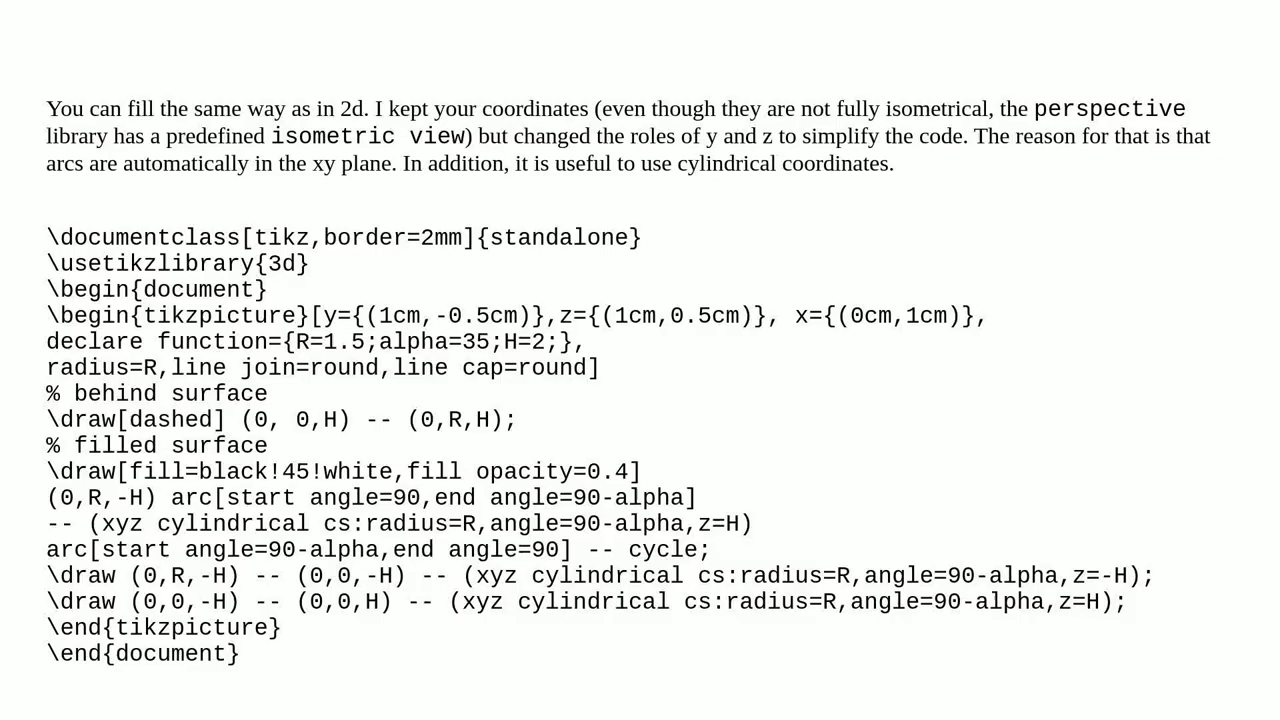 You can fill the same way as in 2d. I kept your coordinates (even though they are not fully isometrical, the perspective
library has a predefined isometric view) but changed the roles of y and z to simplify the code. The reason for that is that
arcs are automatically in the xy plane. In addition, it is useful to use cylindrical coordinates.
\documentclass[tikz,border=2mm]{standalone}
\usetikzlibrary{3d}
\begin{document}
\begin{tikzpicture}[y={(1cm,-0.5cm)},z={(1cm,0.5cm)}, x={(0cm,1cm)},
declare function={R=1.5;alpha=35;H=2;},
radius=R,line join=round,line cap=round]
% behind surface
\draw[dashed] (0, 0,H) -- (0,R,H);
% filled surface
\draw[fill=black!45!white,fill opacity=0.4]
(0,R,-H) arc[start angle=90,end angle=90-alpha]
-- (xyz cylindrical cs:radius=R,angle=90-alpha,z=H)
arc[start angle=90-alpha,end angle=90] -- cycle;
\draw (0,R,-H) -- (0,0,-H) -- (xyz cylindrical cs:radius=R,angle=90-alpha,z=-H);
\draw (0,0,-H) -- (0,0,H) -- (xyz cylindrical cs:radius=R,angle=90-alpha,z=H);
\end{tikzpicture}
\end{document}